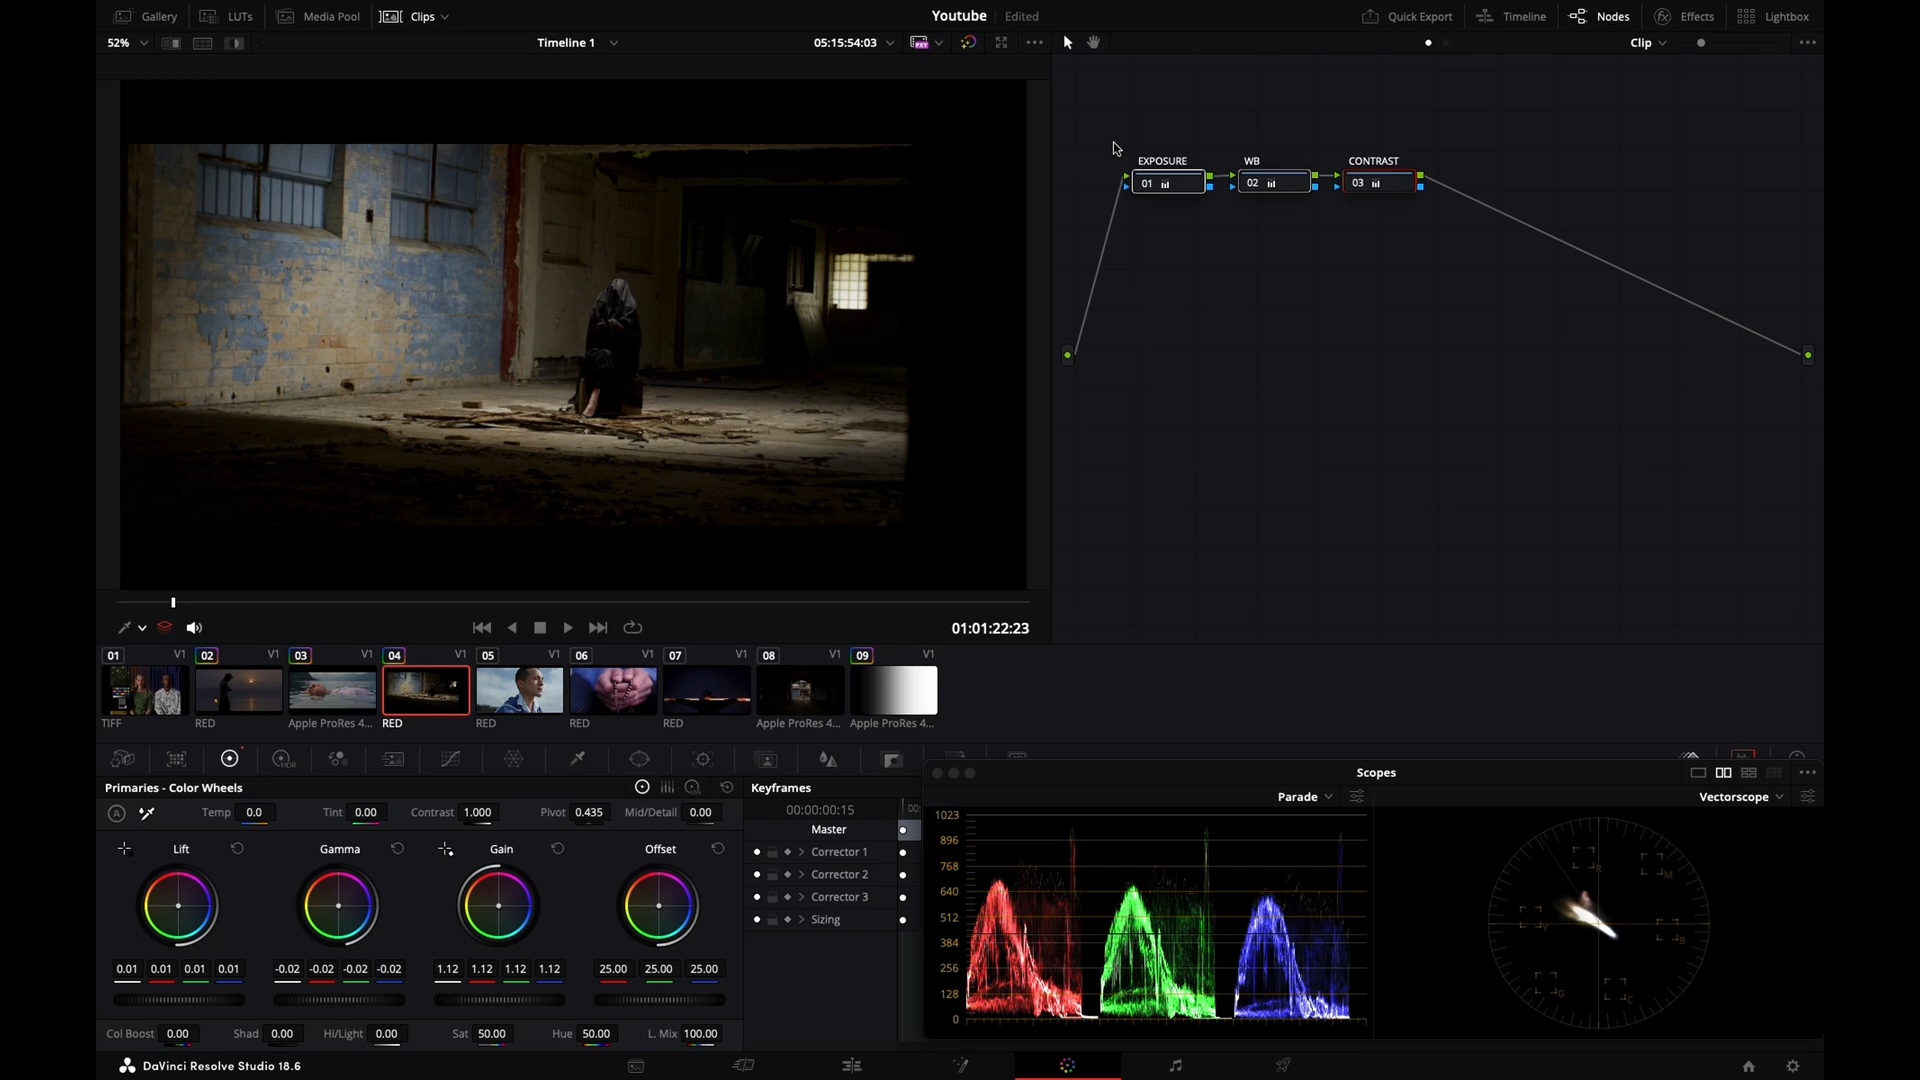 Gallery LUTs Media Pool Clips Youtube Edited Quick Export Timeline Nodes Effects Lightbox
52% Timeline 1 05:15:54:03 Clip
EXPOSURE WB CONTRAST
01 02 03
01:01:22:23
01 V1 02 V1 03 V1 04 V1 05 V1 06 V1 07 V1 08 V1 09 V1
TIFF RED Apple ProRes 4... RED RED RED RED Apple ProRes 4... Apple ProRes 4...
Primaries - Color Wheels
Temp 0.0 Tint 0.00 Contrast 1.000 Pivot 0.435 Mid/Detail 0.00
Lift Gamma Gain Offset
0.01 0.01 0.01 0.01 -0.02 -0.02 -0.02 -0.02 1.12 1.12 1.12 1.12 25.00 25.00 25.00
Col Boost 0.00 Shad 0.00 Hi/Light 0.00 Sat 50.00 Hue 50.00 L. Mix 100.00
Keyframes
00:00:00:15 00:
Master
Corrector 1
Corrector 2
Corrector 3
Sizing
Scopes
Parade
1023
896
768
640
512
384
256
128
0
Vectorscope
R
M
B
C
G
Y
DaVinci Resolve Studio 18.6